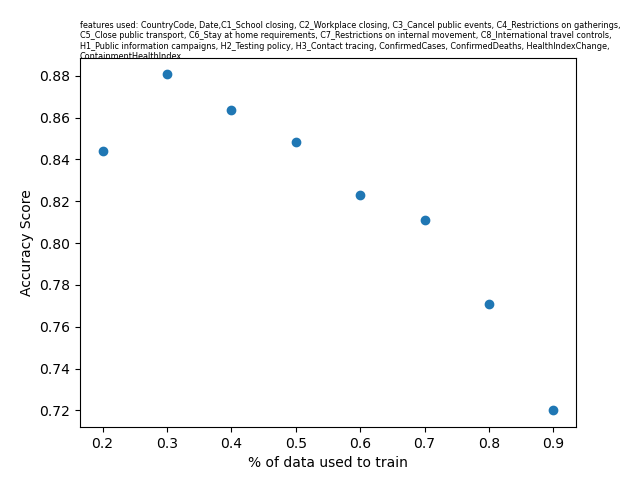 features used: CountryCode, Date,C1_School closing, C2_Workplace closing, C3_Cancel public events, C4_Restrictions on gatherings,
C5_Close public transport, C6_Stay at home requirements, C7_Restrictions on internal movement, C8_International travel controls,
H1_Public information campaigns, H2_Testing policy, H3_Contact tracing, ConfirmedCases, ConfirmedDeaths, HealthIndexChange,
ContainmentHealthIndex
0.88
0.86
0.84
0.82
0.80
0.78
0.76
0.74
0.72
Accuracy Score
0.2 0.3 0.4 0.5 0.6 0.7 0.8 0.9
% of data used to train